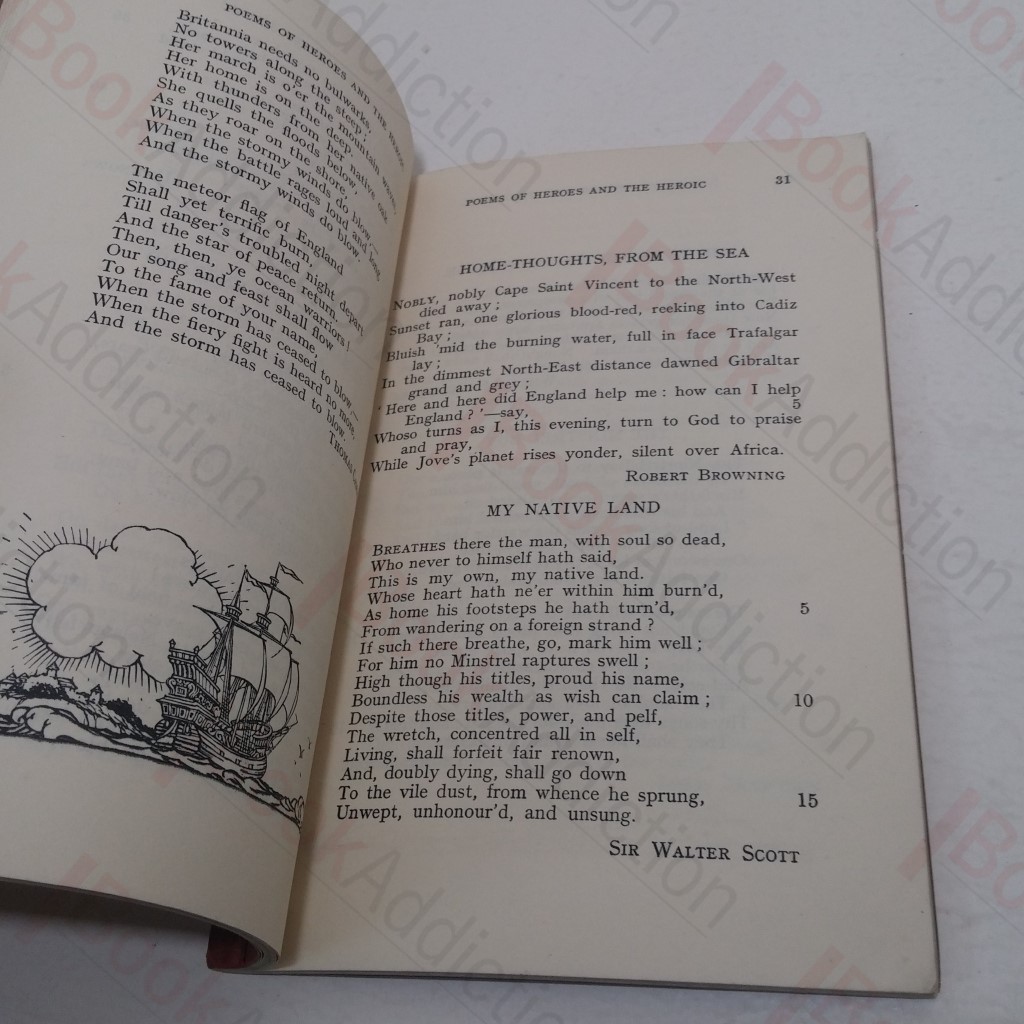 POEMS OF HEROES AND THE HEROIC
Britannia needs no bulwarks,
No towers along the steep;
Her march is o'er the mountain waves,
Her home is on the deep.
With thunders from her native oak
She quells the floods below,
As they roar on the shore,
When the stormy winds do blow,—
When the battle rages loud and long
And the stormy winds do blow.
The meteor flag of England
Shall yet terrific burn,
Till danger's troubled night depart
And the star of peace return.
Then, then, ye ocean warriors!
Our song and feast shall flow
To the fame of your name,
When the storm has ceased to blow,—
When the fiery fight is heard no more,
And the storm has ceased to blow.
THOMAS
POEMS OF HEROES AND THE HEROIC 31
HOME-THOUGHTS, FROM THE SEA
NOBLY, nobly Cape Saint Vincent to the North-West
died away;
Sunset ran, one glorious blood-red, reeking into Cadiz
Bay;
Bluish 'mid the burning water, full in face Trafalgar
lay;
In the dimmest North-East distance dawned Gibraltar
grand and grey;
'Here and here did England help me: how can I help
England?'—say, 5
Whoso turns as I, this evening, turn to God to praise
and pray,
While Jove's planet rises yonder, silent over Africa.
ROBERT BROWNING
MY NATIVE LAND
BREATHES there the man, with soul so dead,
Who never to himself hath said,
This is my own, my native land.
Whose heart hath ne'er within him burn'd,
As home his footsteps he hath turn'd, 5
From wandering on a foreign strand?
If such there breathe, go, mark him well;
For him no Minstrel raptures swell;
High though his titles, proud his name,
Boundless his wealth as wish can claim; 10
Despite those titles, power, and pelf,
The wretch, concentred all in self,
Living, shall forfeit fair renown,
And, doubly dying, shall go down
To the vile dust, from whence he sprung, 15
Unwept, unhonour'd, and unsung.
SIR WALTER SCOTT
BookAddiction